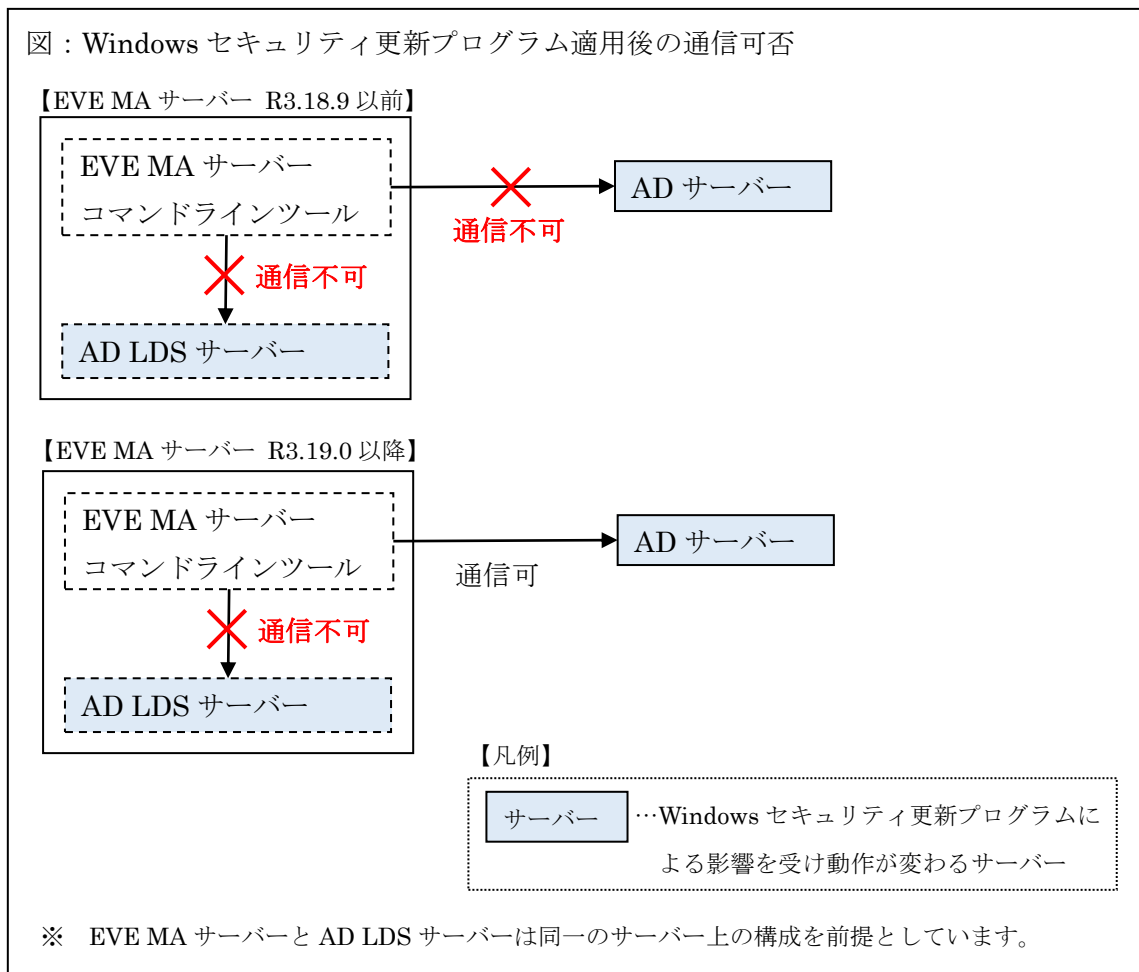 図：Windows セキュリティ更新プログラム適用後の通信可否
【EVE MA サーバー R3.18.9 以前】
EVE MA サーバー
コマンドラインツール
AD サーバー
通信不可
通信不可
AD LDS サーバー
【EVE MA サーバー R3.19.0 以降】
EVE MA サーバー
コマンドラインツール
AD サーバー
通信可
通信不可
AD LDS サーバー
【凡例】
サーバー …Windows セキュリティ更新プログラムに
よる影響を受け動作が変わるサーバー
※ EVE MA サーバーと AD LDS サーバーは同一のサーバー上の構成を前提としています。